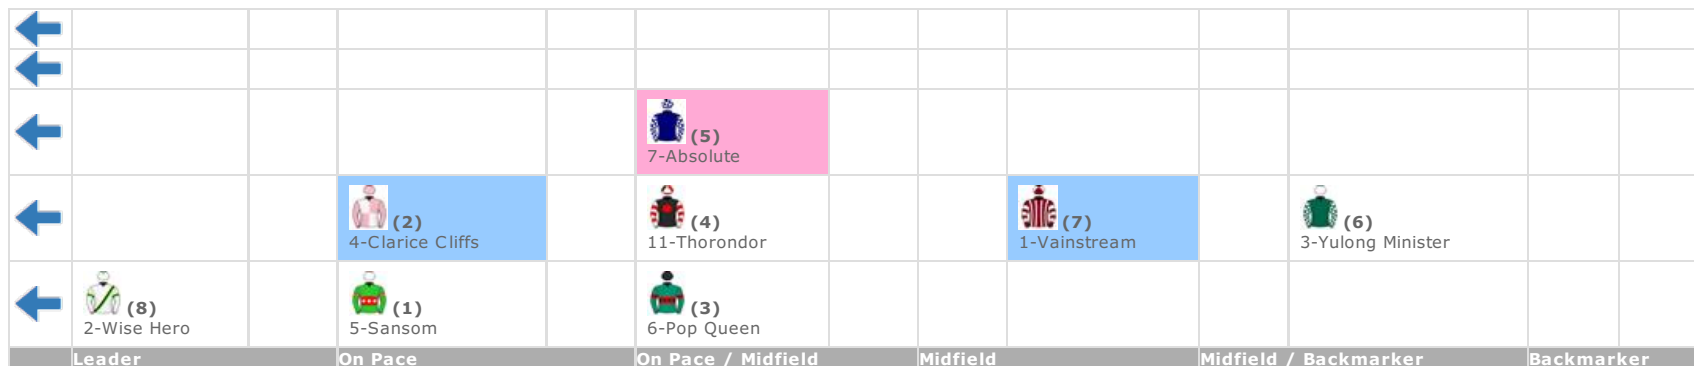 (5)
7-Absolute
(2)
4-Clarice Cliffs
(4)
11-Thorondor
(7)
1-Vainstream
(6)
3-Yulong Minister
(8)
2-Wise Hero
(1)
5-Sansom
(3)
6-Pop Queen
Leader On Pace On Pace / Midfield Midfield Midfield / Backmarker Backmarker